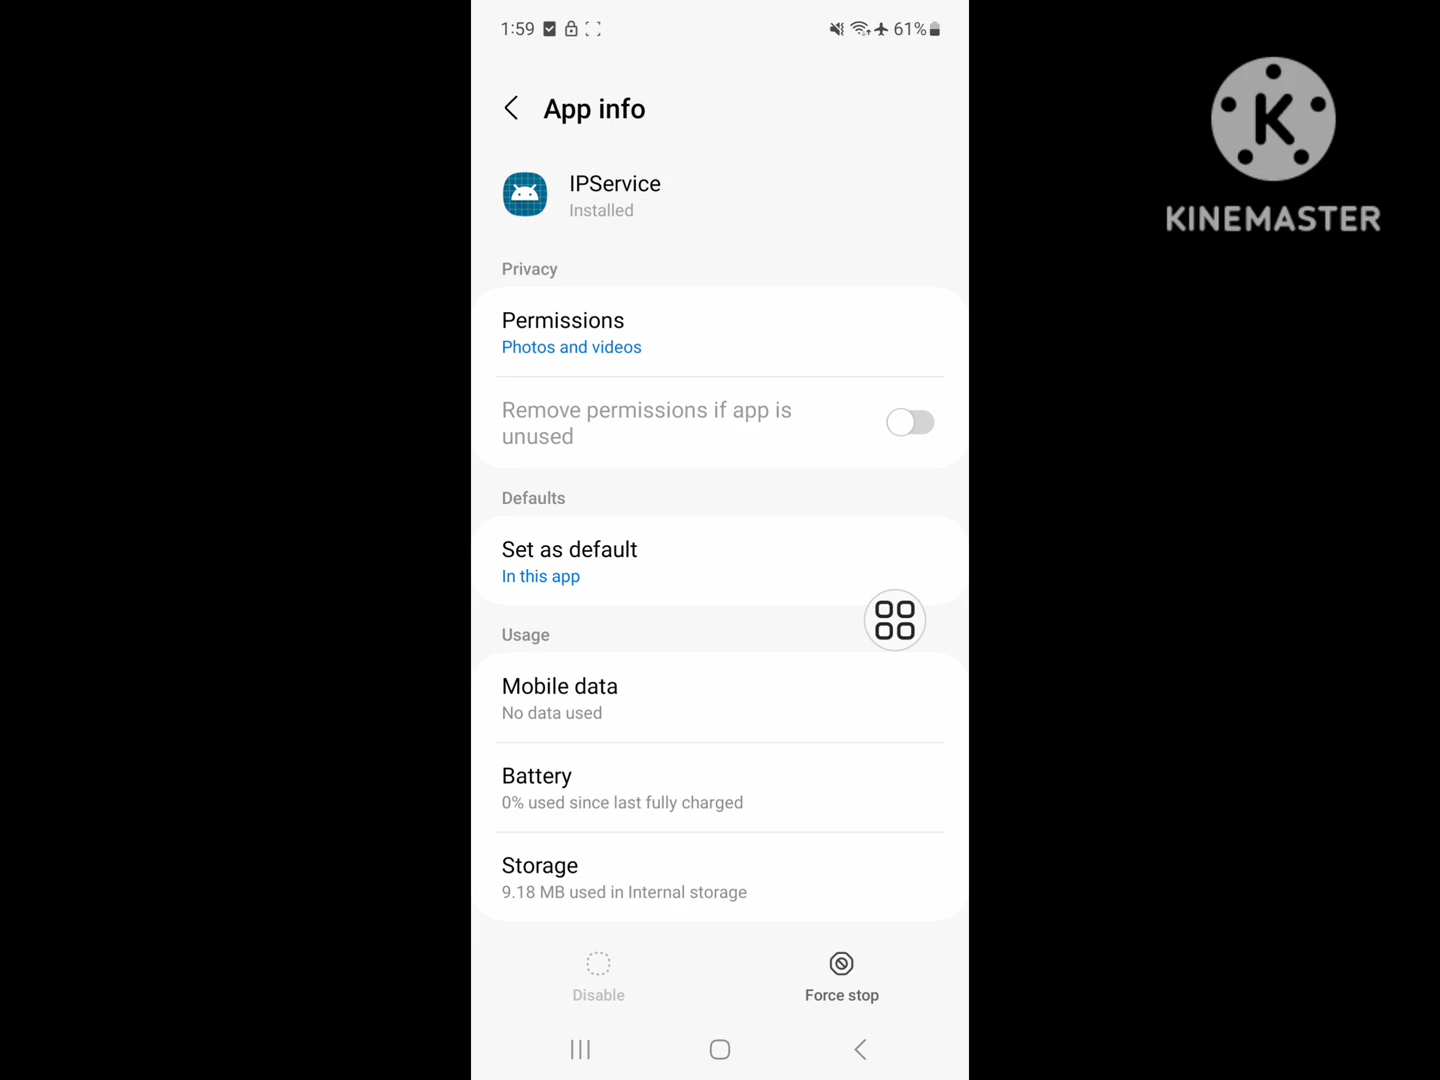 1:59
61%
App info
IPService
Installed
Privacy
Permissions
Photos and videos
Remove permissions if app is
unused
Defaults
Set as default
In this app
Usage
Mobile data
No data used
Battery
0% used since last fully charged
Storage
9.18 MB used in Internal storage
Disable
Force stop
K
KINEMASTER